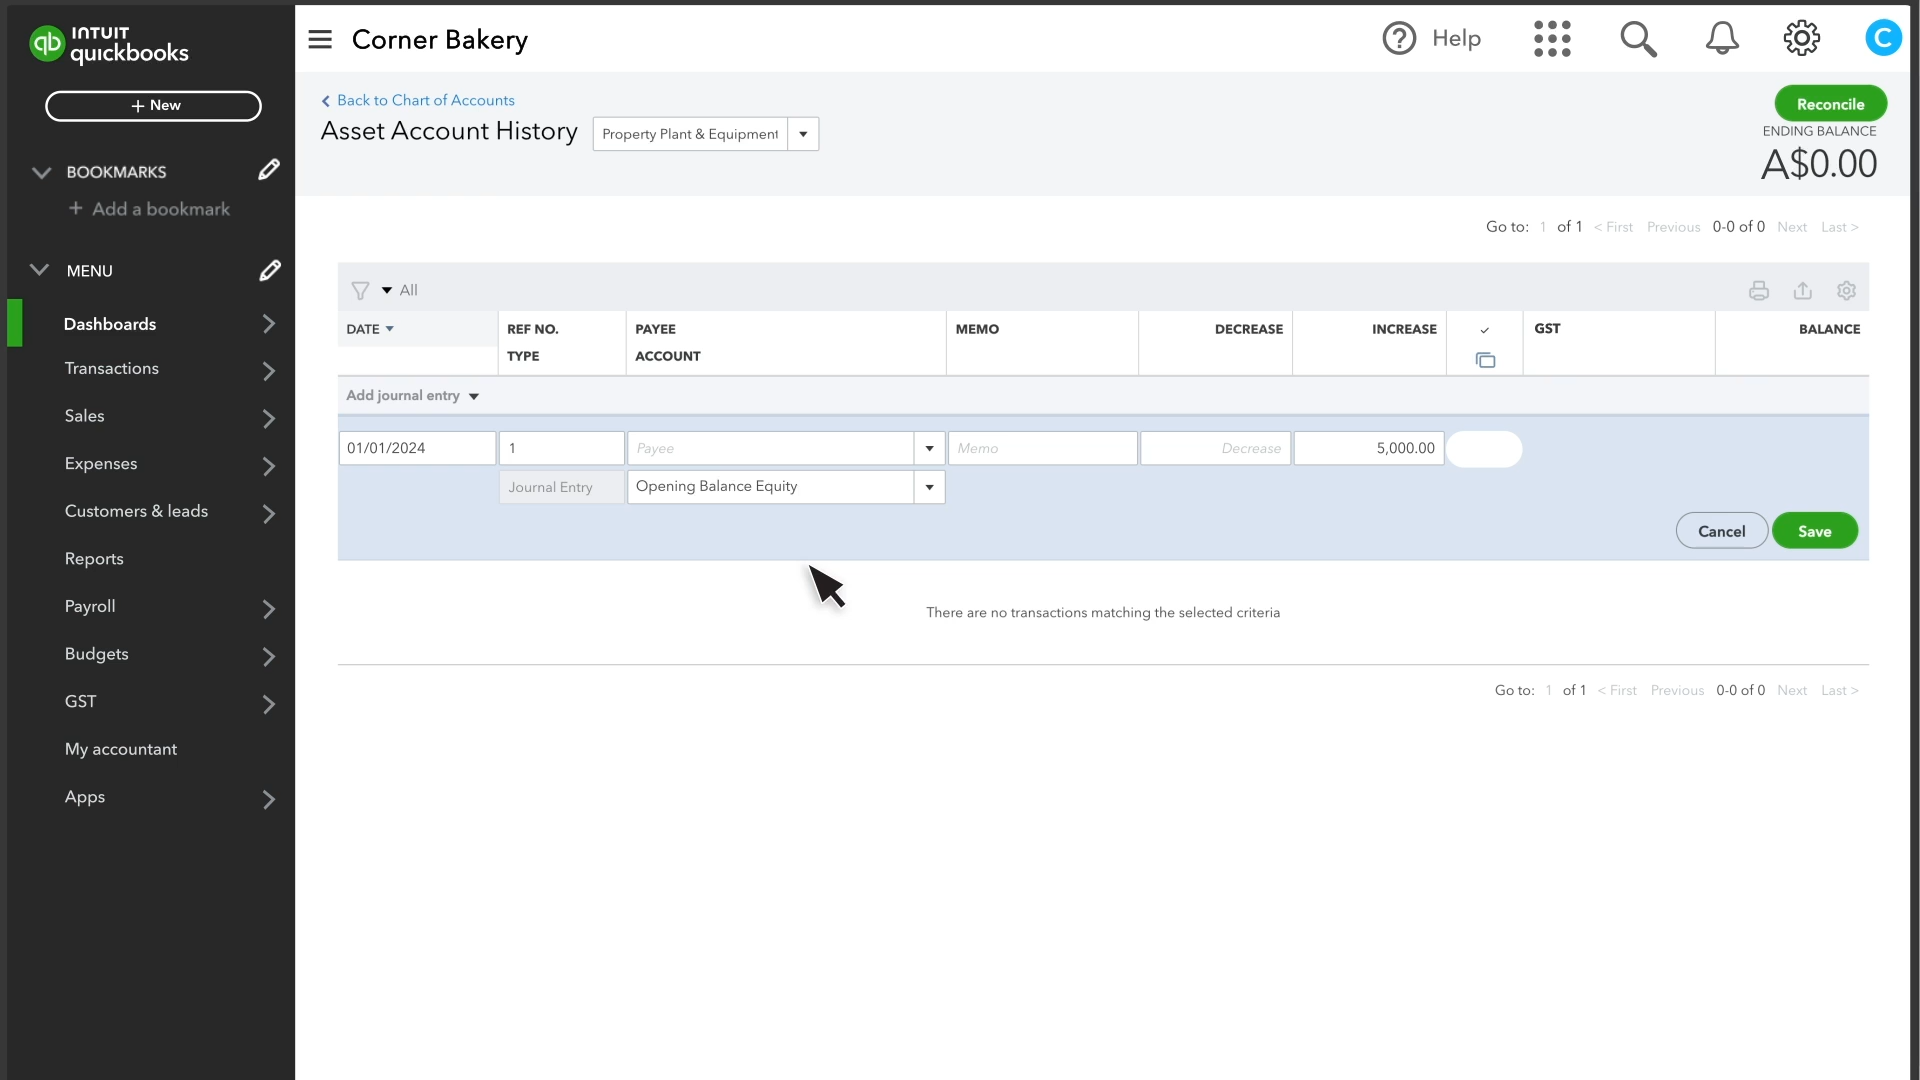 INTUIT
quickbooks
+ New
BOOKMARKS
+ Add a bookmark
MENU
Dashboards
Transactions
Sales
Expenses
Customers & leads
Reports
Payroll
Budgets
GST
My accountant
Apps
Corner Bakery
? Help
C
< Back to Chart of Accounts
Asset Account History
Property Plant & Equipment
Reconcile
ENDING BALANCE
A$0.00
Go to: 1 of 1 < First Previous 0-0 of 0 Next Last >
All
DATE REF NO. PAYEE MEMO DECREASE INCREASE ✓ GST BALANCE
TYPE ACCOUNT
Add journal entry
01/01/2024 1 Payee Memo Decrease 5,000.00
Journal Entry Opening Balance Equity
Cancel Save
There are no transactions matching the selected criteria
Go to: 1 of 1 < First Previous 0-0 of 0 Next Last >